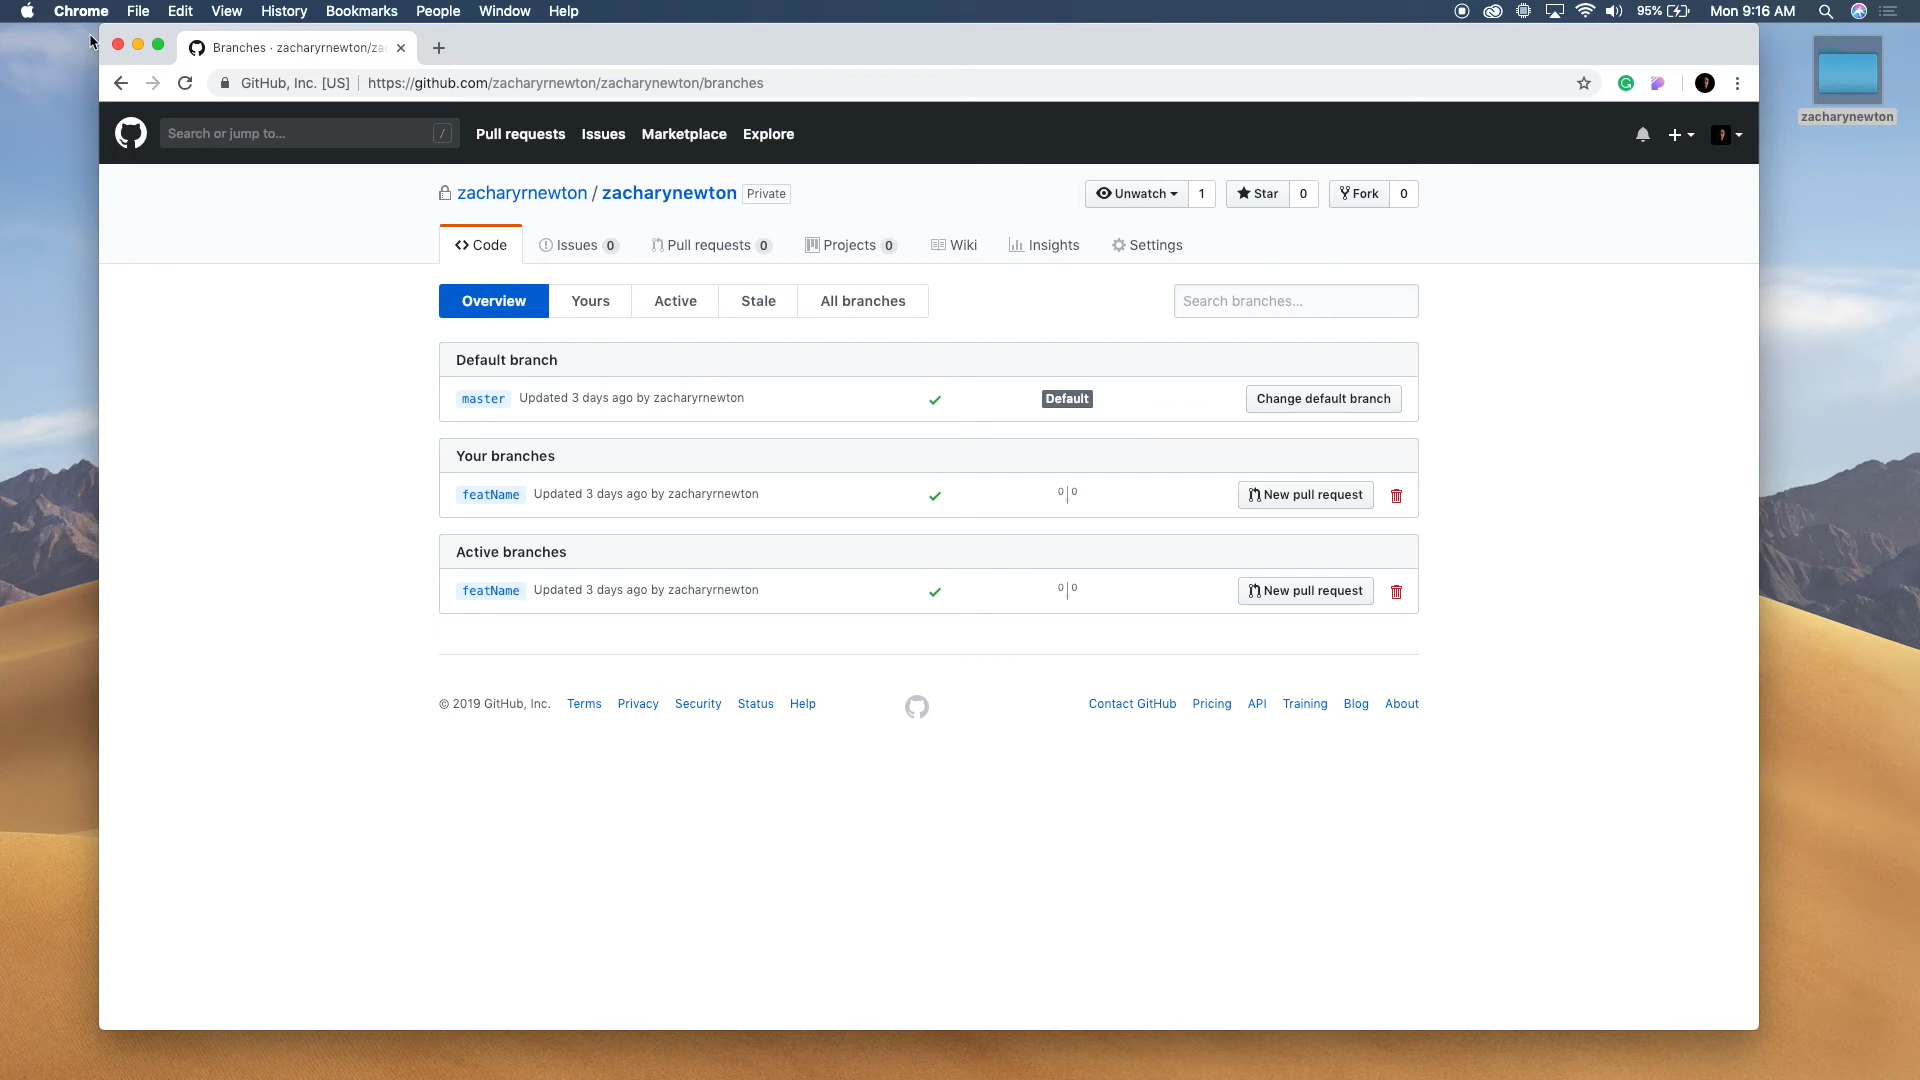 Chrome File Edit View History Bookmarks People Window Help 95% Mon 9:16 AM
Branches · zacharyrnewton/za
GitHub, Inc. [US] https://github.com/zacharyrnewton/zacharynewton/branches
zacharynewton
Search or jump to... / Pull requests Issues Marketplace Explore
zacharyrnewton / zacharynewton Private Unwatch 1 Star 0 Fork 0
Code Issues 0 Pull requests 0 Projects 0 Wiki Insights Settings
Overview Yours Active Stale All branches Search branches...
Default branch
master Updated 3 days ago by zacharyrnewton Default Change default branch
Your branches
featName Updated 3 days ago by zacharyrnewton 0 0 New pull request
Active branches
featName Updated 3 days ago by zacharyrnewton 0 0 New pull request
© 2019 GitHub, Inc. Terms Privacy Security Status Help Contact GitHub Pricing API Training Blog About